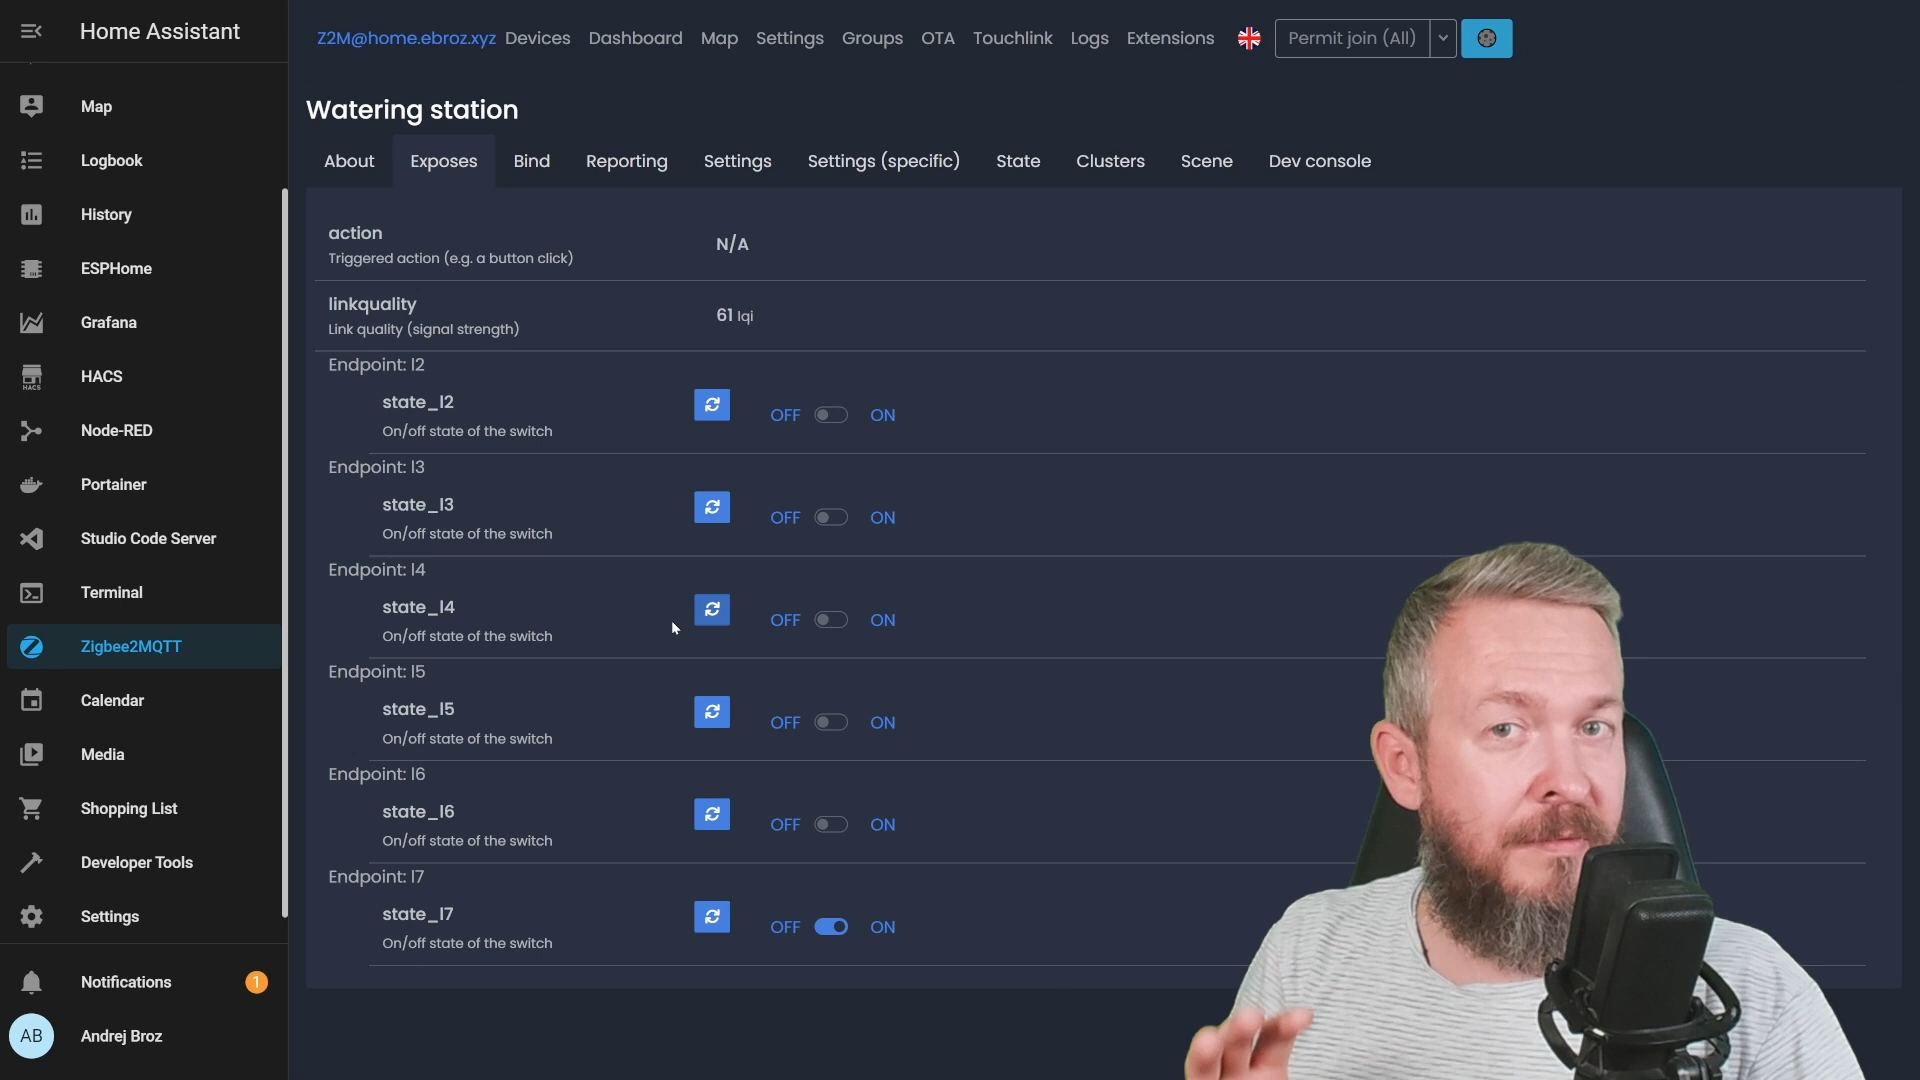 Home Assistant
Map
Logbook
History
ESPHome
Grafana
HACS
HACS
Node-RED
Portainer
Studio Code Server
Terminal
Zigbee2MQTT
Calendar
Media
Shopping List
Developer Tools
Settings
Notifications 1
AB Andrej Broz
Z2M@home.ebroz.xyz Devices Dashboard Map Settings Groups OTA Touchlink Logs Extensions Permit join (All)
Watering station
About Exposes Bind Reporting Settings Settings (specific) State Clusters Scene Dev console
action
Triggered action (e.g. a button click)
N/A
linkquality
Link quality (signal strength)
61 lqi
Endpoint: l2
state_l2
On/off state of the switch
OFF ON
Endpoint: l3
state_l3
On/off state of the switch
OFF ON
Endpoint: l4
state_l4
On/off state of the switch
OFF ON
Endpoint: l5
state_l5
On/off state of the switch
OFF ON
Endpoint: l6
state_l6
On/off state of the switch
OFF ON
Endpoint: l7
state_l7
On/off state of the switch
OFF ON